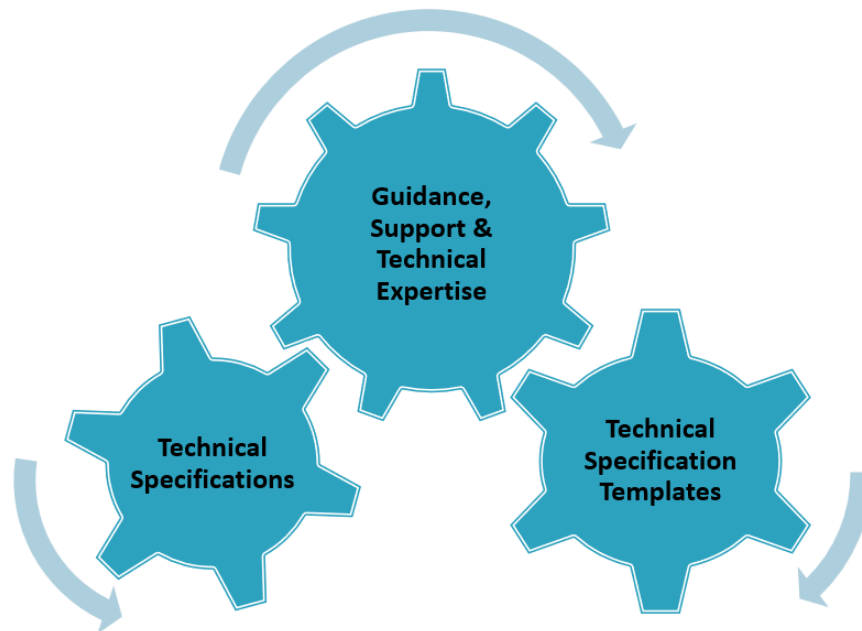 Guidance,
Support &
Technical
Expertise
Technical
Specifications
Technical
Specification
Templates